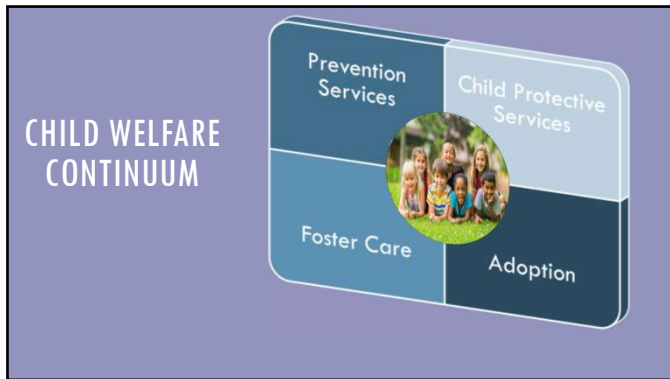 CHILD WELFARE
CONTINUUM
Prevention
Services
Child Protective
Services
Foster Care
Adoption